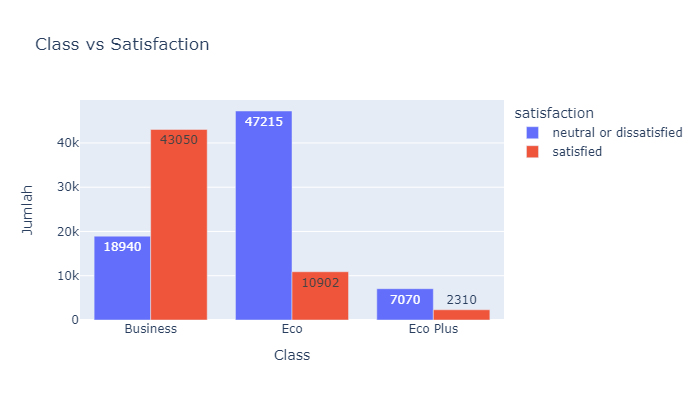 Class vs Satisfaction
satisfaction
neutral or dissatisfied
satisfied
Jumlah
40k
30k
20k
10k
0
18940
43050
47215
10902
7070
2310
Business
Eco
Eco Plus
Class